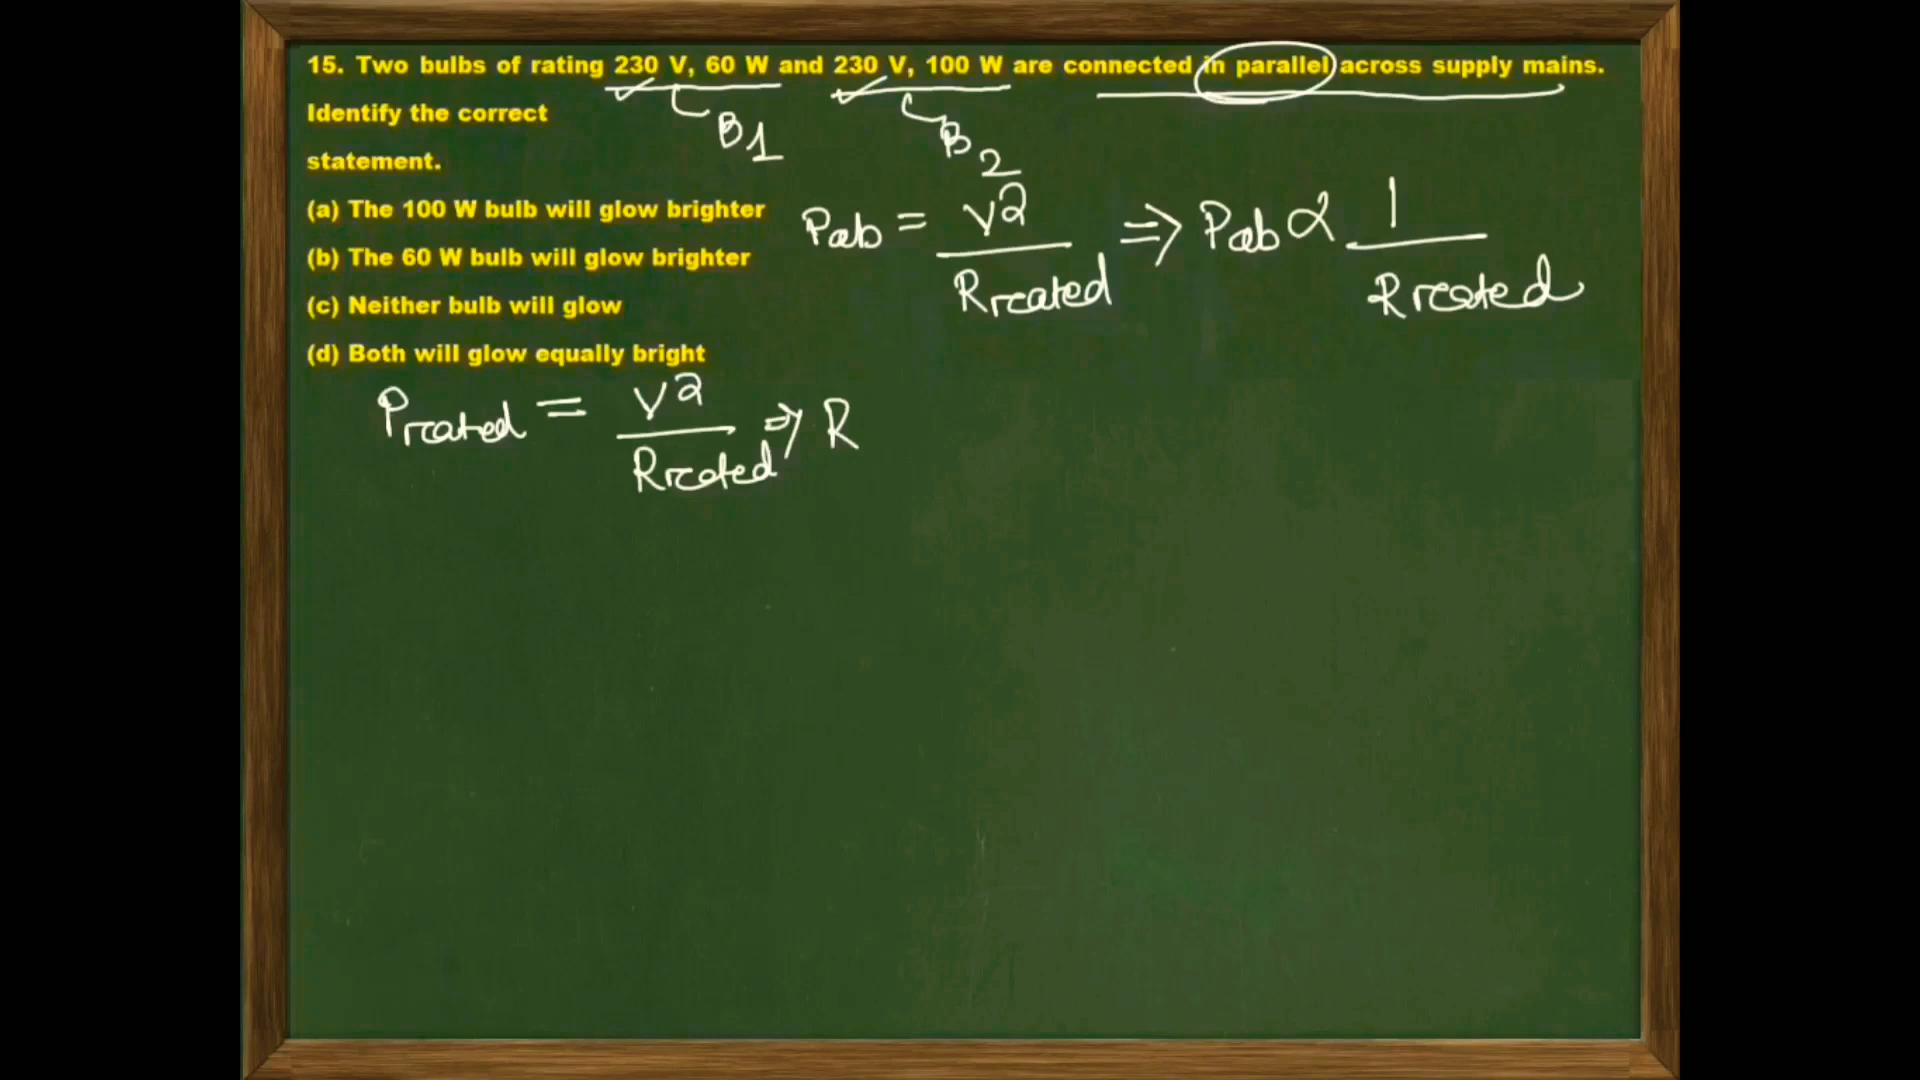 15. Two bulbs of rating 230 V, 60 W and 230 V, 100 W are connected in parallel across supply mains.
Identify the correct
statement.
B1
B2
(a) The 100 W bulb will glow brighter
(b) The 60 W bulb will glow brighter
(c) Neither bulb will glow
(d) Both will glow equally bright
Pab = V2 / Rrated ⇒ Pab ∝ 1 / Rrated
Prated = V2 / Rrated ⇒ R